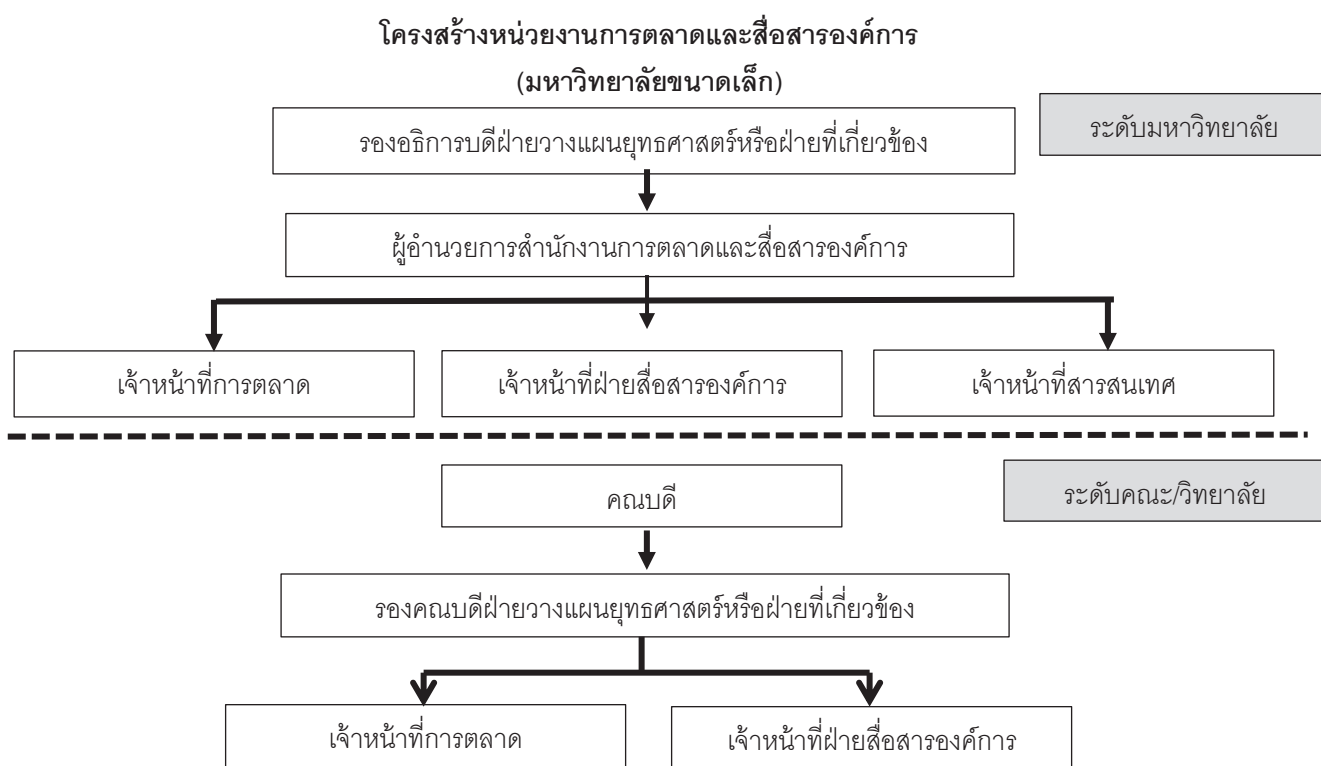 โครงสร้างหน่วยงานการตลาดและสื่อสารองค์การ
(มหาวิทยาลัยขนาดเล็ก)
รองอธิการบดีฝ่ายวางแผนยุทธศาสตร์หรือฝ่ายที่เกี่ยวข้อง
ระดับมหาวิทยาลัย
ผู้อำนวยการสำนักงานการตลาดและสื่อสารองค์การ
เจ้าหน้าที่การตลาด
เจ้าหน้าที่ฝ่ายสื่อสารองค์การ
เจ้าหน้าที่สารสนเทศ
คณบดี
ระดับคณะ/วิทยาลัย
รองคณบดีฝ่ายวางแผนยุทธศาสตร์หรือฝ่ายที่เกี่ยวข้อง
เจ้าหน้าที่การตลาด
เจ้าหน้าที่ฝ่ายสื่อสารองค์การ